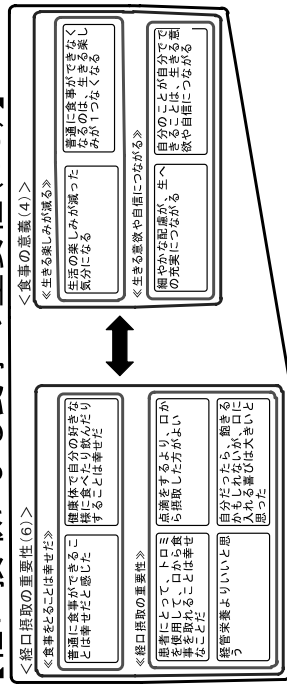 <経口摂取の重要性(6)>
≪食事をとることは幸せだ≫
普通に食事ができるこ
とは幸せだと感じた
健康体で自分の好きな
様に食べたり飲んだり
することは幸せだ
≪経口摂取の重要性≫
患者にとって、トロミ
を使用して、口から食
事を取れることは幸せ
なことだ
点滴をするより、口か
ら摂取した方がよい
経管栄養よりいいと思
う
自分だったら、飽きる
かもしれないが、口に
入れる喜びは大きいと
思った
<食事の意義(4)>
≪生きる楽しみが減る≫
生活の楽しみが減った
気分になる
普通に食事ができなく
なるのは、生きる楽し
みが1つなくなる
≪生きる意欲や自信につながる≫
細やかな配慮が、生へ
の充実につながる
自分のことが自分でで
きることは、生きる意
欲や自信につながる